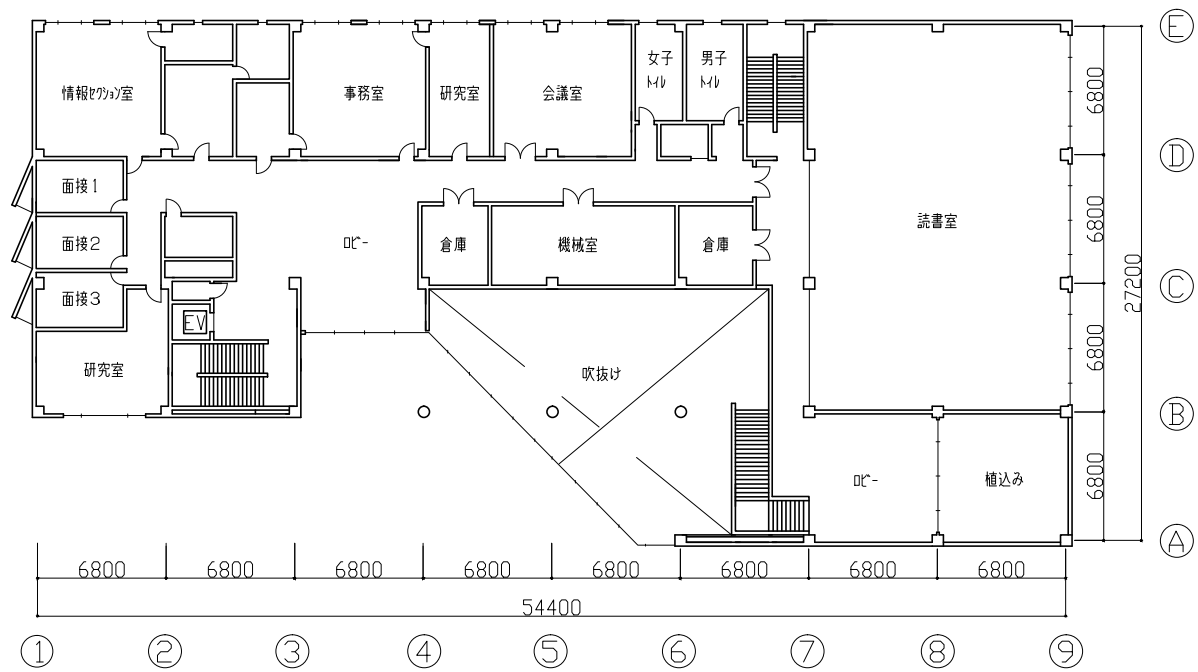 E
女子
トイレ
男子
トイレ
情報セクション室
事務室
研究室
会議室
6800
D
面接1
読書室
6800
面接2
ロビー
倉庫
機械室
倉庫
C
27200
面接3
EV
6800
研究室
吹抜け
B
ロビー
植込み
6800
A
6800
6800
6800
6800
6800
6800
6800
6800
54400
1
2
3
4
5
6
7
8
9